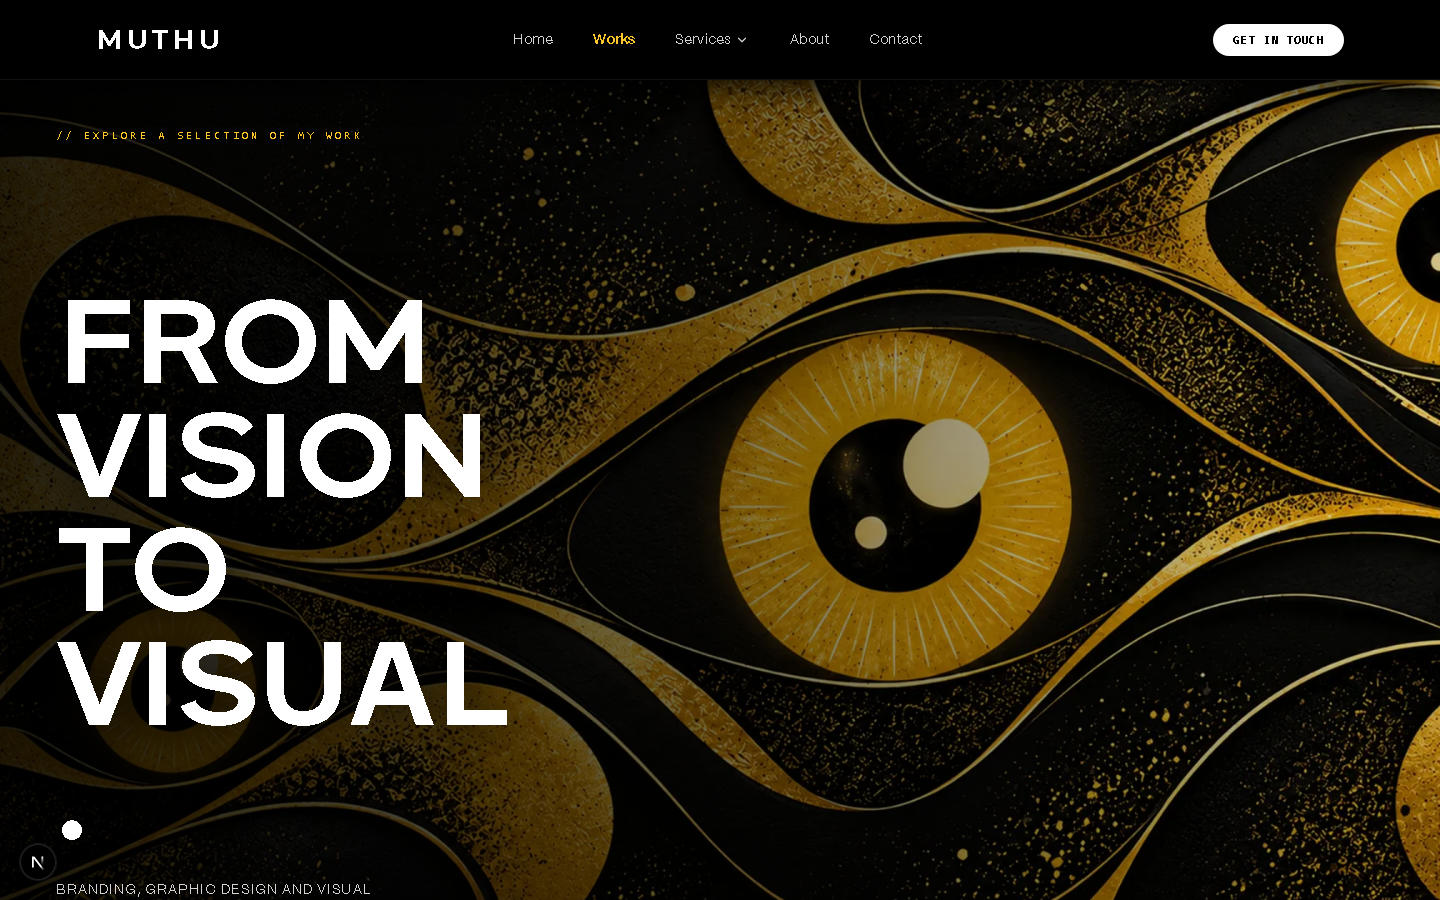 MUTHU
Home
Works
Services
About
Contact
GET IN TOUCH
// EXPLORE A SELECTION OF MY WORK
FROM
VISION
TO
VISUAL
.
N
BRANDING, GRAPHIC DESIGN AND VISUAL